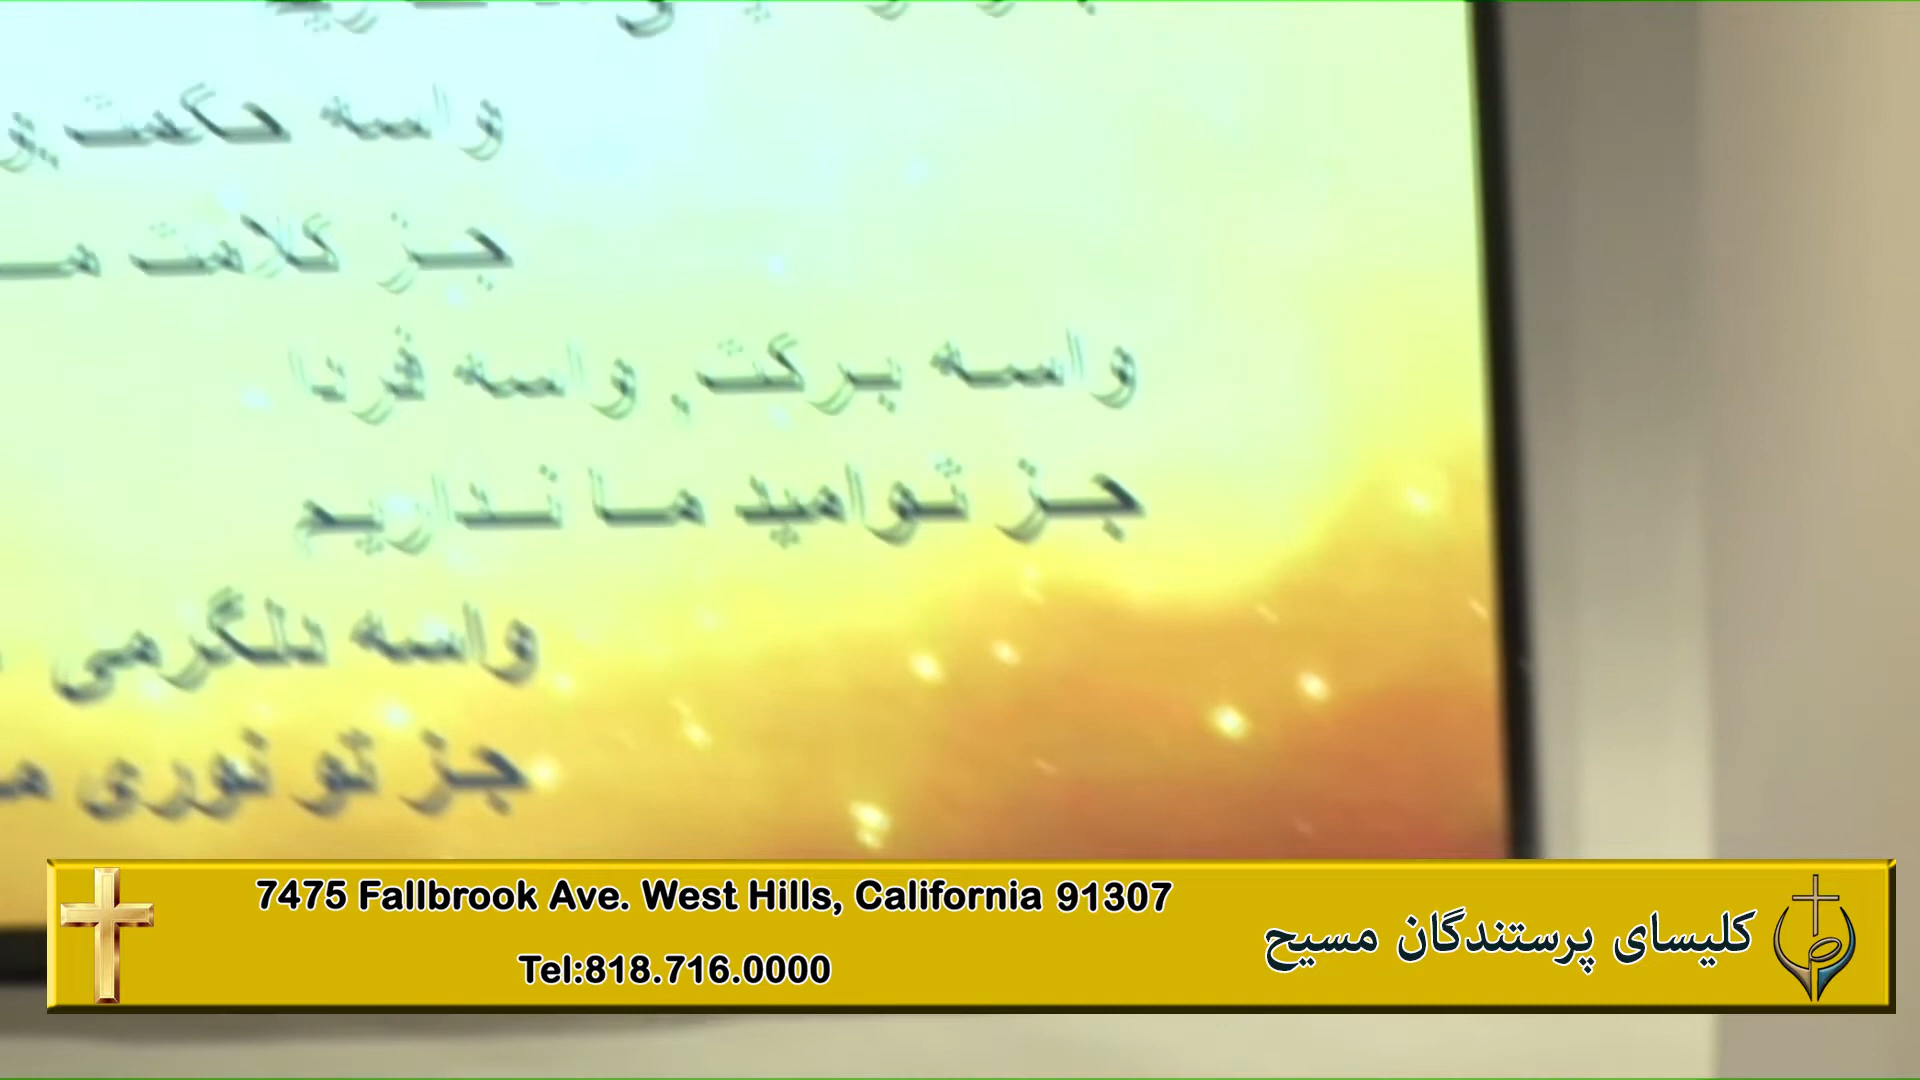 واسه حکمت
جز کلامت
واسه برکت, واسه فردا
جز تو امید ما نداریم
واسه دلگرمی
جز تو نوری
7475 Fallbrook Ave. West Hills, California 91307
Tel:818.716.0000
کلیسای پرستندگان مسیح